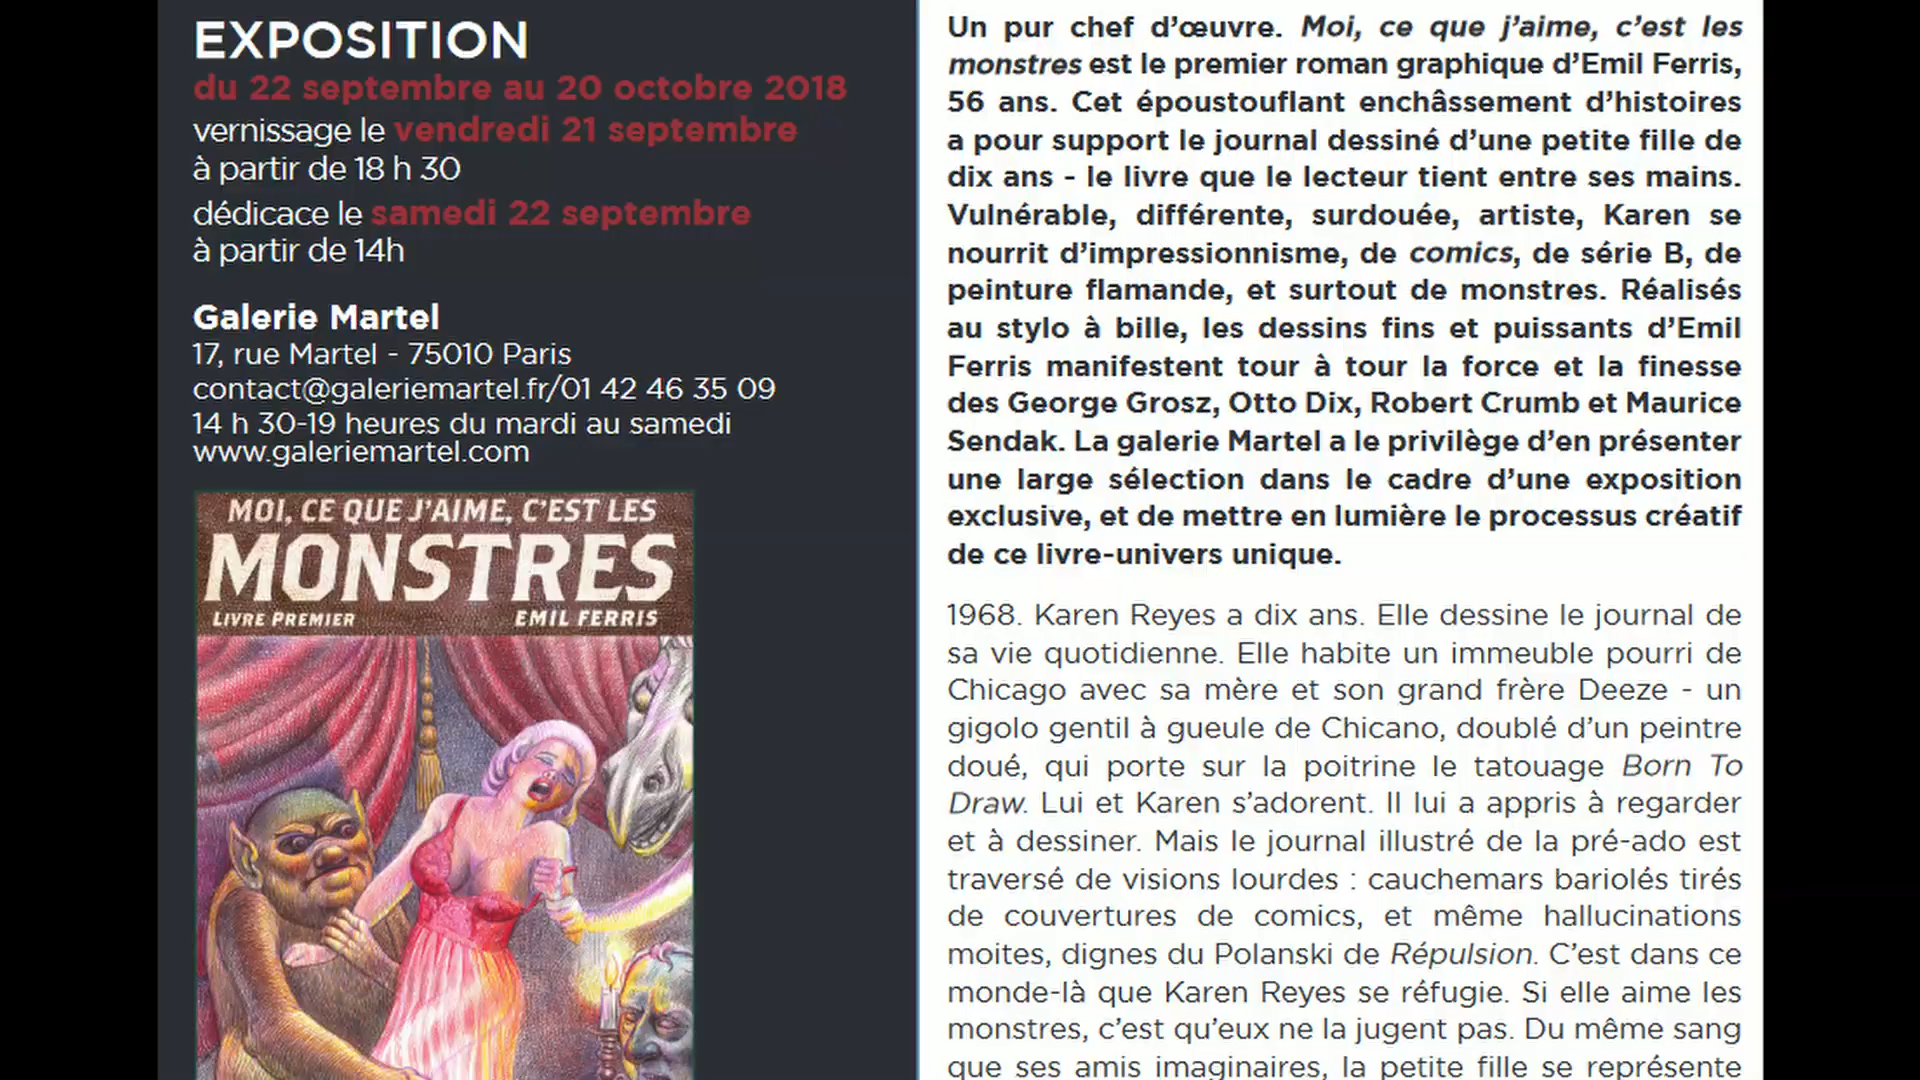 EXPOSITION
du 22 septembre au 20 octobre 2018
vernissage le vendredi 21 septembre
à partir de 18 h 30
dédicace le samedi 22 septembre
à partir de 14h
Galerie Martel
17, rue Martel - 75010 Paris
contact@galeriemartel.fr/01 42 46 35 09
14 h 30-19 heures du mardi au samedi
www.galeriemartel.com
MOI, CE QUE J'AIME, C'EST LES
MONSTRES
LIVRE PREMIER EMIL FERRIS
Un pur chef d'œuvre. Moi, ce que j'aime, c'est les
monstres est le premier roman graphique d'Emil Ferris,
56 ans. Cet époustouflant enchâssement d'histoires
a pour support le journal dessiné d'une petite fille de
dix ans - le livre que le lecteur tient entre ses mains.
Vulnérable, différente, surdouée, artiste, Karen se
nourrit d'impressionnisme, de comics, de série B, de
peinture flamande, et surtout de monstres. Réalisés
au stylo à bille, les dessins fins et puissants d'Emil
Ferris manifestent tour à tour la force et la finesse
des George Grosz, Otto Dix, Robert Crumb et Maurice
Sendak. La galerie Martel a le privilège d'en présenter
une large sélection dans le cadre d'une exposition
exclusive, et de mettre en lumière le processus créatif
de ce livre-univers unique.
1968. Karen Reyes a dix ans. Elle dessine le journal de
sa vie quotidienne. Elle habite un immeuble pourri de
Chicago avec sa mère et son grand frère Deeze - un
gigolo gentil à gueule de Chicano, doublé d'un peintre
doué, qui porte sur la poitrine le tatouage Born To
Draw. Lui et Karen s'adorent. Il lui a appris à regarder
et à dessiner. Mais le journal illustré de la pré-ado est
traversé de visions lourdes : cauchemars bariolés tirés
de couvertures de comics, et même hallucinations
moites, dignes du Polanski de Répulsion. C'est dans ce
monde-là que Karen Reyes se réfugie. Si elle aime les
monstres, c'est qu'eux ne la jugent pas. Du même sang
que ses amis imaginaires, la petite fille se représente